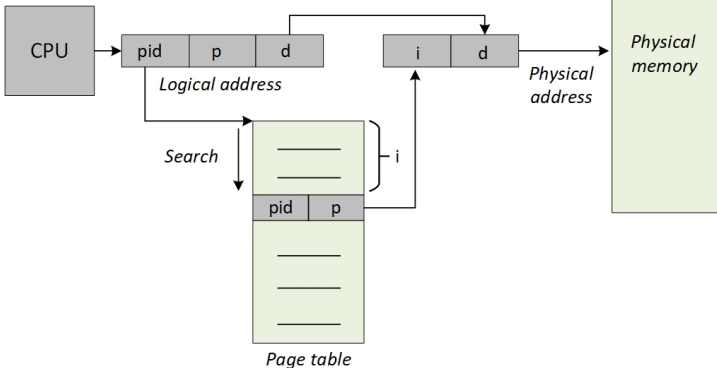 CPU
pid p d
Logical address
i d
Physical
address
Physical
memory
Search
i
pid p
Page table